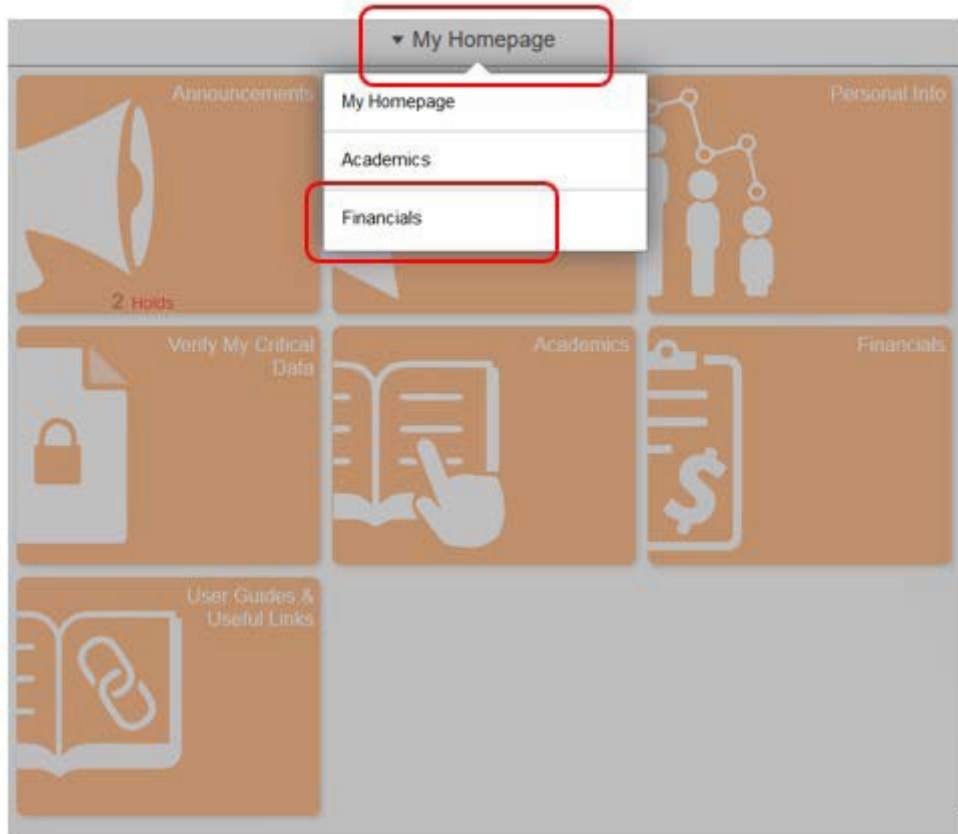 My Homepage
Announcements
My Homepage
Academics
Financials
Personal Info
2 Holds
Verify My Critical
Data
Academics
Financials
$
User Guides &
Useful Links